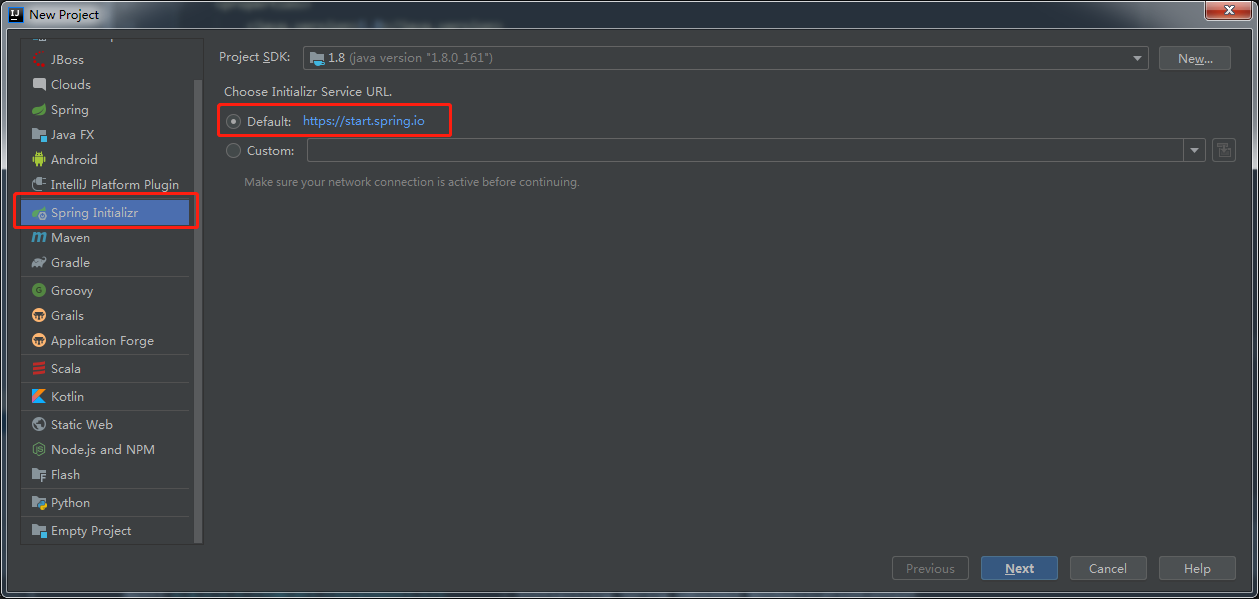 New Project
JBoss
Clouds
Spring
Java FX
Android
IntelliJ Platform Plugin
Spring Initializr
Maven
Gradle
Groovy
Grails
Application Forge
Scala
Kotlin
Static Web
Node.js and NPM
Flash
Python
Empty Project
Project SDK: 1.8 (java version "1.8.0_161") New...
Choose Initializr Service URL.
Default: https://start.spring.io
Custom:
Make sure your network connection is active before continuing.
Previous Next Cancel Help